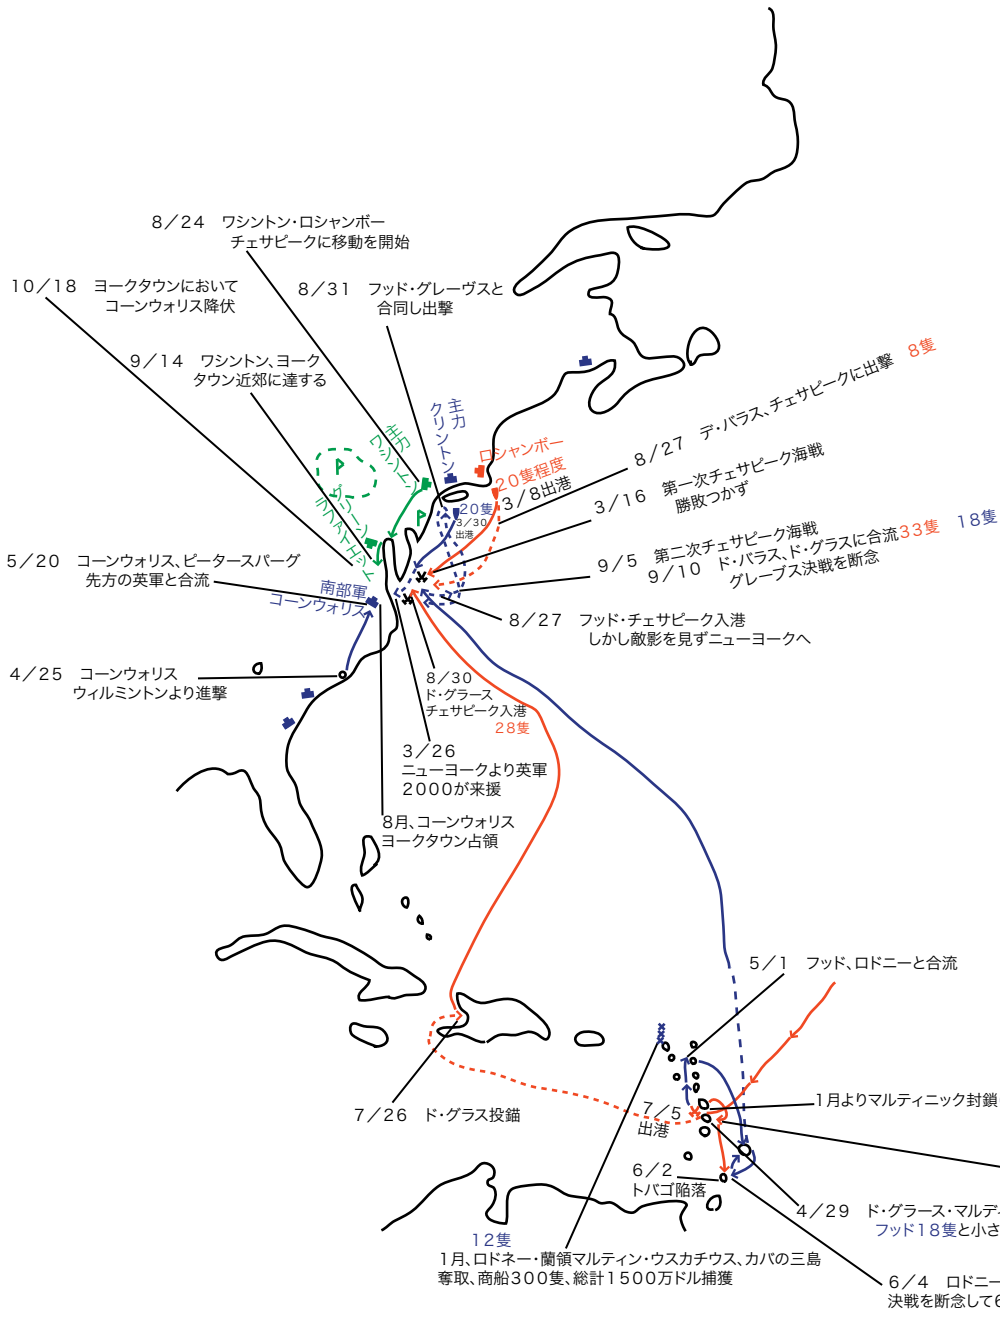 8／24　ワシントン・ロシャンボー
チェサピークに移動を開始
10／18　ヨークタウンにおいて
コーンウォリス降伏
8／31　フッド・グレーヴスと
合同し出撃
9／14　ワシントン、ヨーク
タウン近郊に達する
8／27　デ・バラス、チェサピークに出撃　8隻
主力
クリントン
主力
ワシントン
ロシャンボー
20隻程度
3／8出港
3／16　第一次チェサピーク海戦
勝敗つかず
グリーン
ラファイエット
20隻
3／30
出港
9／5　第二次チェサピーク海戦
9／10　ド・バラス、ド・グラスに合流33隻　18隻
グレーブス決戦を断念
5／20　コーンウォリス、ピータースバーグ
先方の英軍と合流
南部軍
コーンウォリス
8／27　フッド・チェサピーク入港
しかし敵影を見ずニューヨークへ
4／25　コーンウォリス
ウィルミントンより進撃
8／30
ド・グラース
チェサピーク入港
28隻
3／26
ニューヨークより英軍
2000が来援
8月、コーンウォリス
ヨークタウン占領
5／1　フッド、ロドニーと合流
7／26　ド・グラス投錨
7／5
出港
1月よりマルティニック封鎖
6／2
トバゴ陥落
4／29　ド・グラース・マルデ
フッド18隻と小さ
12隻
1月、ロドネー・蘭領マルティン・ウスカチウス、カバの三島
奪取、商船300隻、総計1500万ドル捕獲
6／4　ロドニー
決戦を断念して6